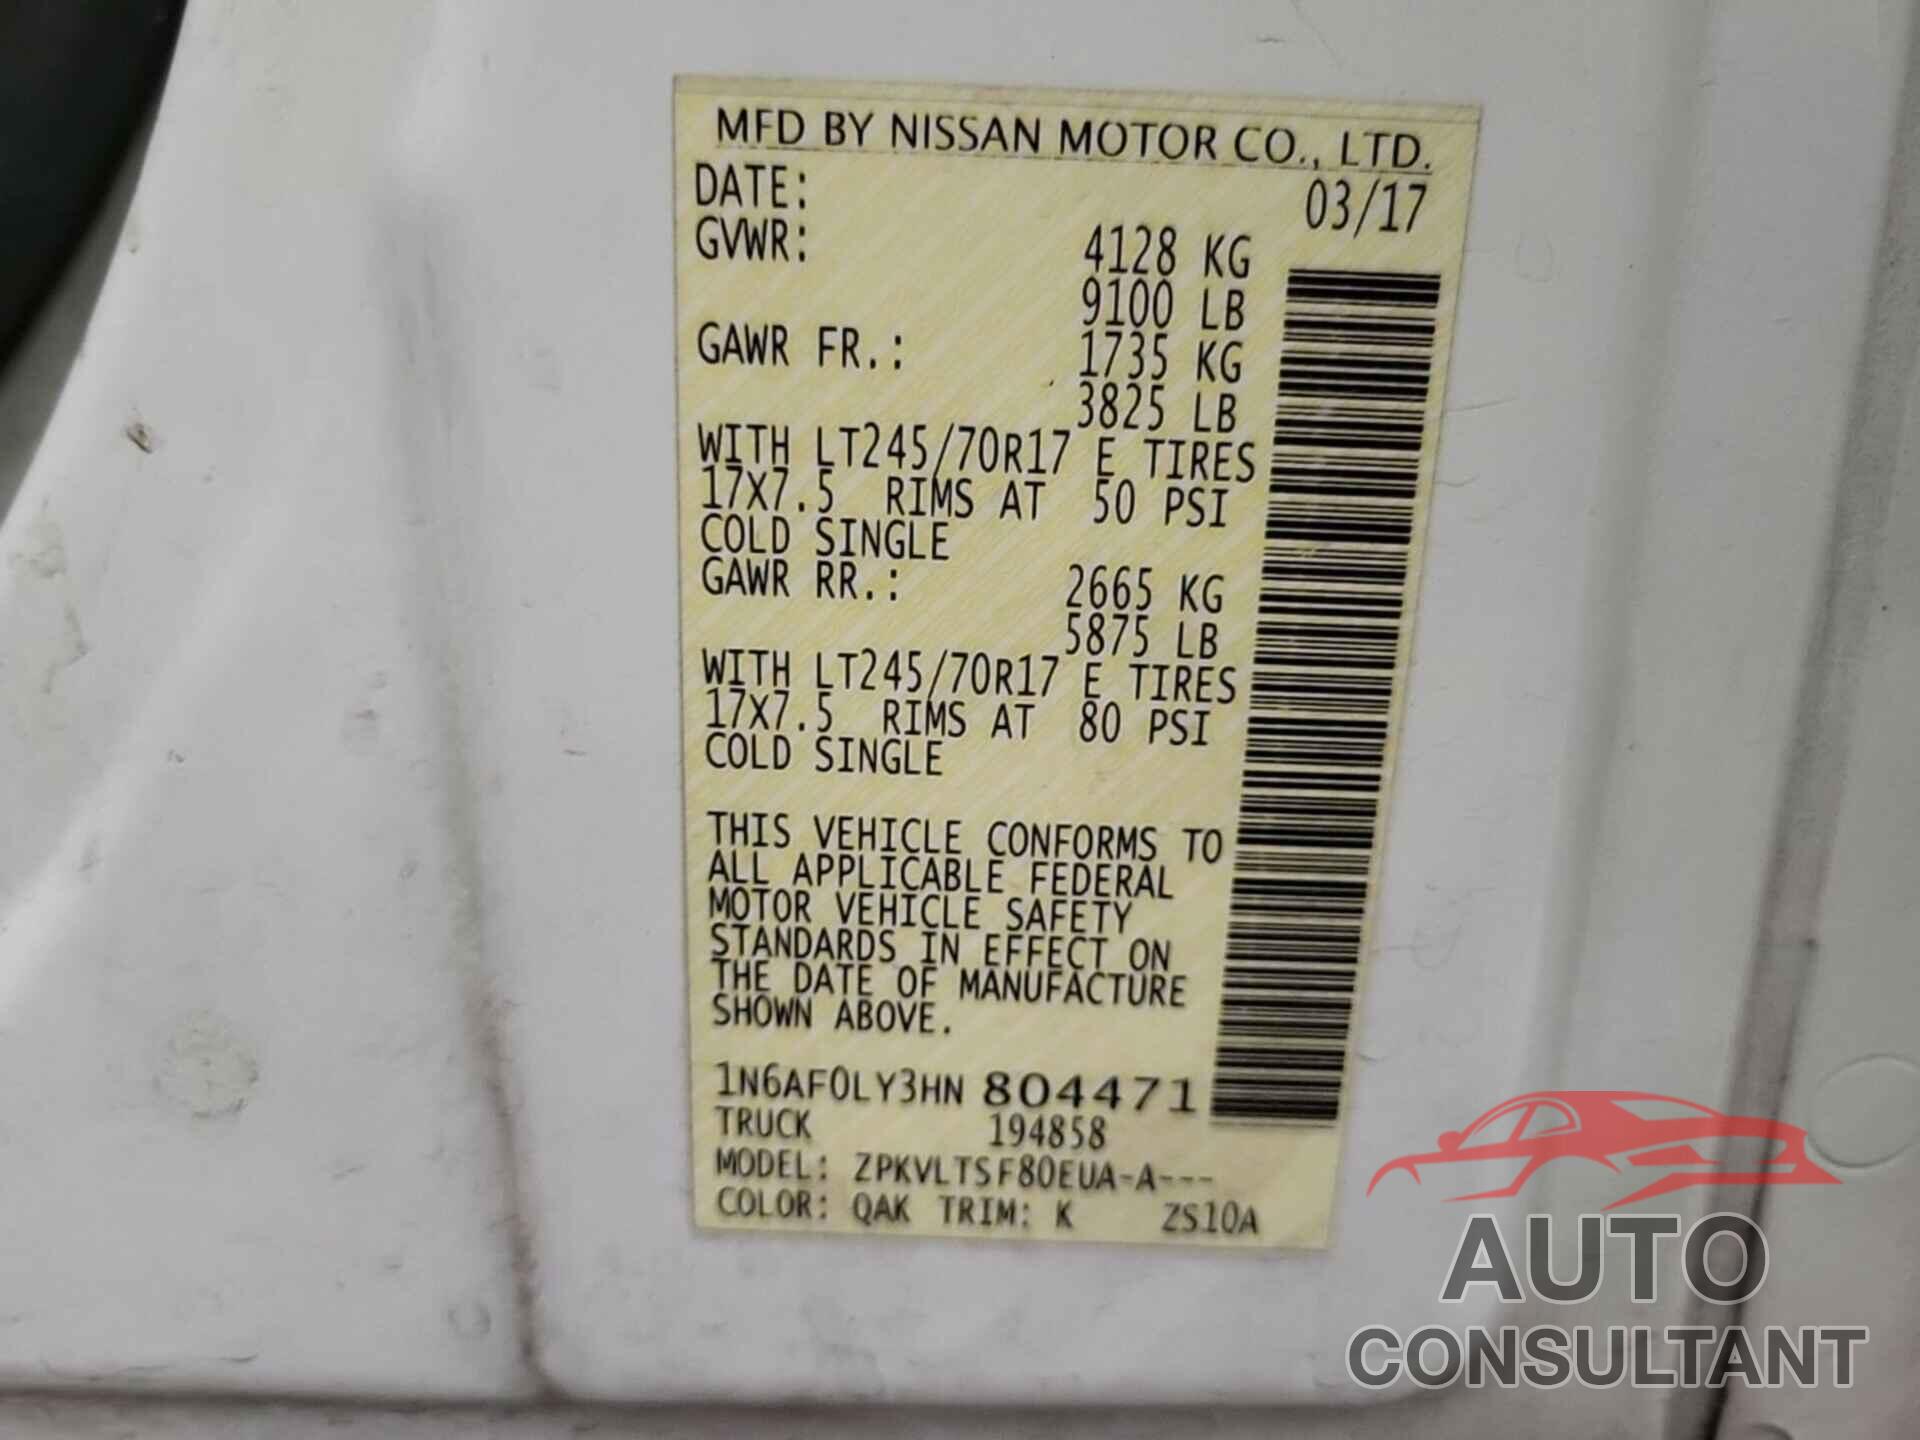 MFD BY NISSAN MOTOR CO., LTD.
DATE: 03/17
GVWR: 4128 KG
9100 LB
GAWR FR.: 1735 KG
3825 LB
WITH LT245/70R17 E TIRES
17X7.5 RIMS AT 50 PSI
COLD SINGLE
GAWR RR.: 2665 KG
5875 LB
WITH LT245/70R17 E TIRES
17X7.5 RIMS AT 80 PSI
COLD SINGLE
THIS VEHICLE CONFORMS TO
ALL APPLICABLE FEDERAL
MOTOR VEHICLE SAFETY
STANDARDS IN EFFECT ON
THE DATE OF MANUFACTURE
SHOWN ABOVE.
1N6AF0LY3HN 804471
TRUCK 194858
MODEL: ZPKVLTSF80EUA-A---
COLOR: QAK TRIM: K ZS10A
AUTO
CONSULTANT